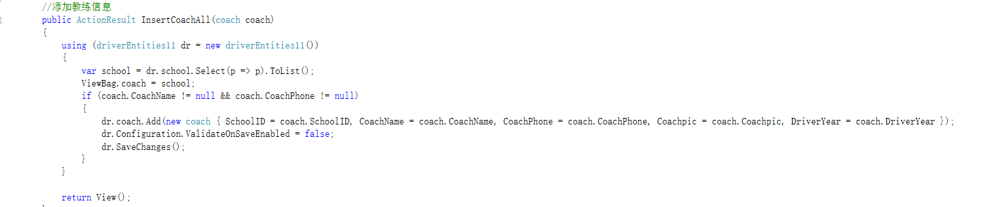 //添加教练信息
public ActionResult InsertCoachAll(coach coach)
{
using (driverEntities11 dr = new driverEntities11())
{
var school = dr.school.Select(p => p).ToList();
ViewBag.coach = school;
if (coach.CoachName != null && coach.CoachPhone != null)
{
dr.coach.Add(new coach { SchoolID = coach.SchoolID, CoachName = coach.CoachName, CoachPhone = coach.CoachPhone, Coachpic = coach.Coachpic, DriverYear = coach.DriverYear });
dr.Configuration.ValidateOnSaveEnabled = false;
dr.SaveChanges();
}
}
return View();